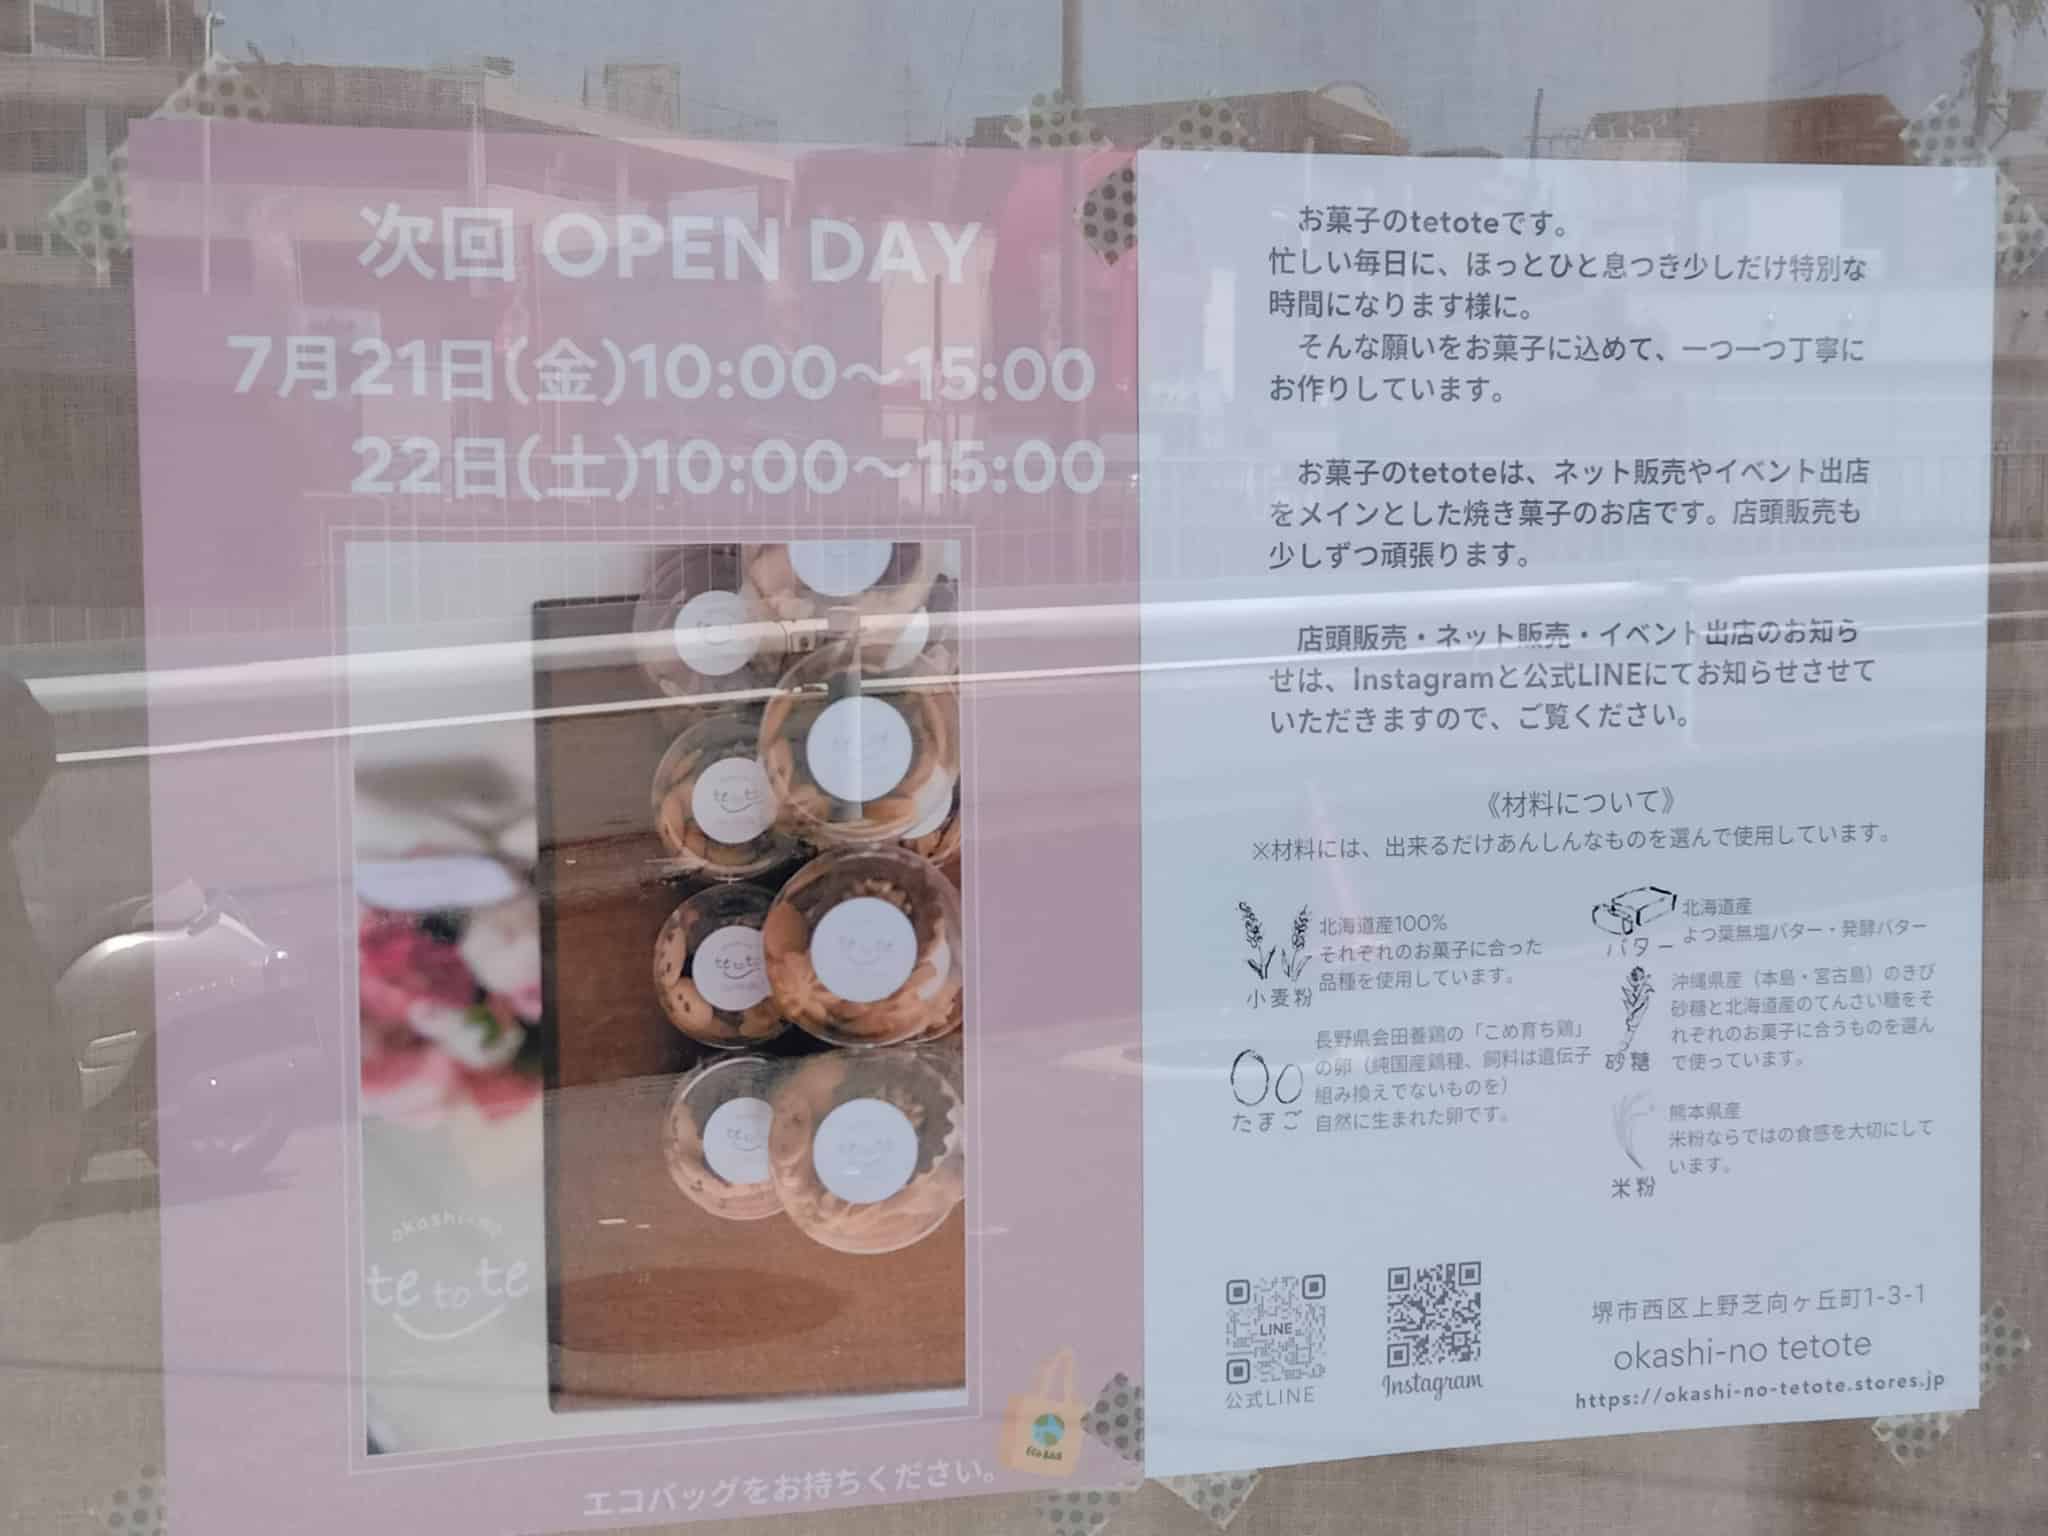 次回 OPEN DAY
7月21日(金)10:00～15:00
22日(土)10:00～15:00
okashi-no
te to te
エコバッグをお持ちください。
ECO BAG
お菓子のtetoteです。
忙しい毎日に、ほっとひと息つき少しだけ特別な
時間になります様に。
そんな願いをお菓子に込めて、一つ一つ丁寧に
お作りしています。
お菓子のtetoteは、ネット販売やイベント出店
をメインとした焼き菓子のお店です。店頭販売も
少しずつ頑張ります。
店頭販売・ネット販売・イベント出店のお知ら
せは、Instagramと公式LINEにてお知らせさせて
いただきますので、ご覧ください。
《材料について》
※材料には、出来るだけあんしんなものを選んで使用しています。
北海道産100%
それぞれのお菓子に合った
品種を使用しています。
小麦粉
長野県会田養鶏の「こめ育ち鶏」
の卵（純国産鶏種、飼料は遺伝子
組み換えでないものを）
自然に生まれた卵です。
たまご
北海道産
よつ葉無塩バター・発酵バター
バター
沖縄県産（本島・宮古島）のきび
砂糖と北海道産のてんさい糖をそ
れぞれのお菓子に合うものを選ん
で使っています。
砂糖
熊本県産
米粉ならではの食感を大切にして
います。
米粉
LINE
公式LINE
Instagram
堺市西区上野芝向ヶ丘町1-3-1
okashi-no tetote
https://okashi-no-tetote.stores.jp